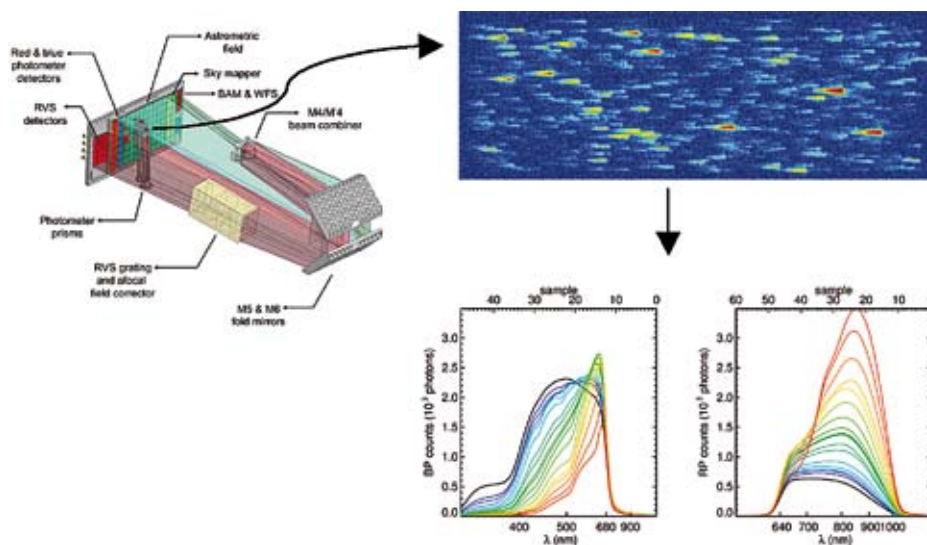 Astrometric
field
Red & blue
photometer
detectors
Sky mapper
BAM & WFS
RVS
detectors
M4/M'4
beam combiner
Photometer
prisms
RVS grating
and afocal
field corrector
M5 & M6
fold mirrors
sample
40 30 20 10 0
3.0
2.5
2.0
1.5
1.0
0.5
0.0
BP counts (10³ photons)
400 500 680 900
λ (nm)
sample
60 50 40 30 20 10
3.0
2.5
2.0
1.5
1.0
0.5
0.0
RP counts (10³ photons)
640 700 800 900 1000
λ (nm)